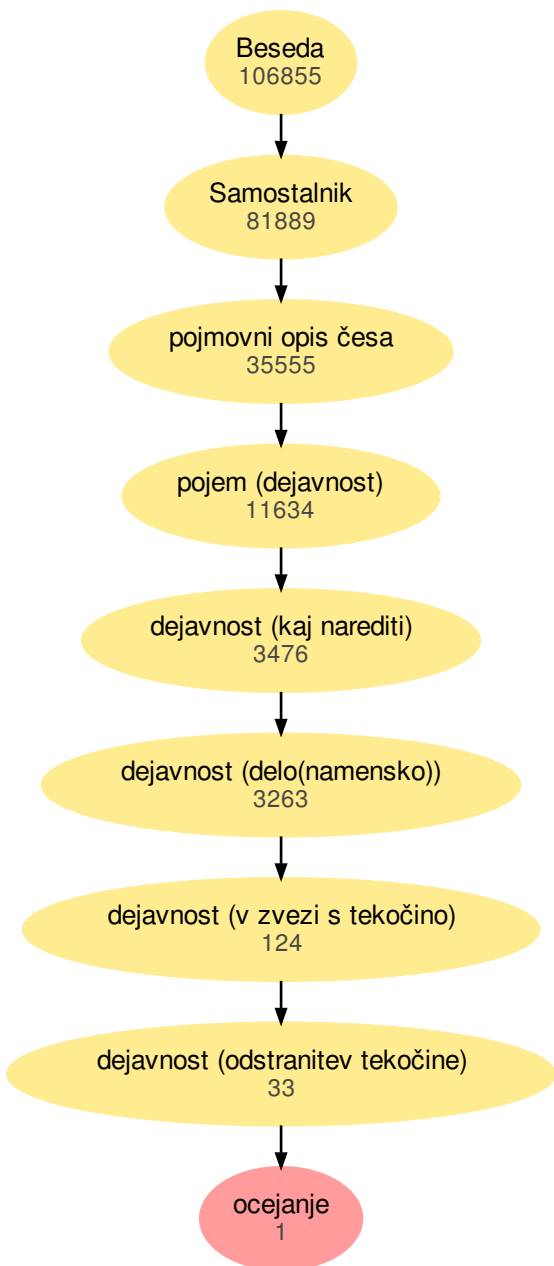 Beseda
106855
Samostalnik
81889
pojmovni opis česa
35555
pojem (dejavnost)
11634
dejavnost (kaj narediti)
3476
dejavnost (delo(namensko))
3263
dejavnost (v zvezi s tekočino)
124
dejavnost (odstranitev tekočine)
33
ocejanje
1